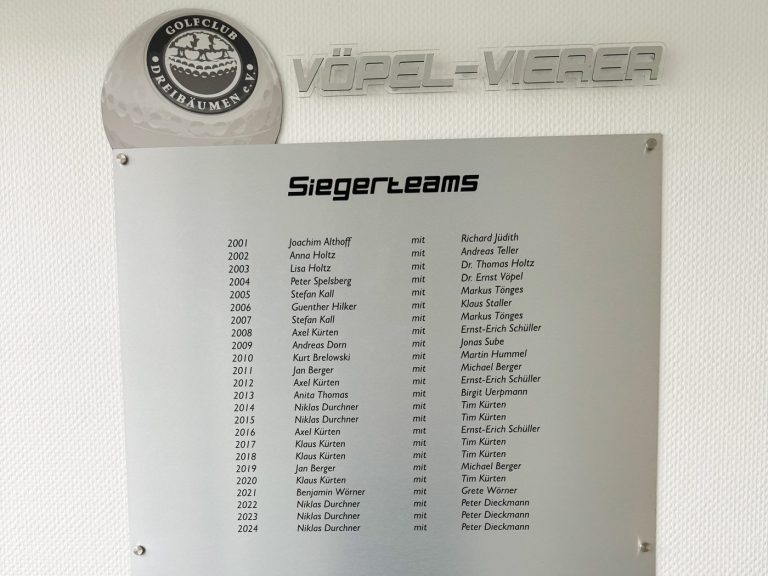 GOLFCLUB
DREIBÄUMEN e.V.
VÖPEL-VIERER
Siegerteams
2001 Joachim Althoff mit Richard Jüdith
2002 Anna Holtz mit Andreas Teller
2003 Lisa Holtz mit Dr. Thomas Holtz
2004 Peter Spelsberg mit Dr. Ernst Vöpel
2005 Stefan Kall mit Markus Tönges
2006 Guenther Hilker mit Klaus Staller
2007 Stefan Kall mit Markus Tönges
2008 Axel Kürten mit Ernst-Erich Schüller
2009 Andreas Dorn mit Jonas Sube
2010 Kurt Brelowski mit Martin Hummel
2011 Jan Berger mit Michael Berger
2012 Axel Kürten mit Ernst-Erich Schüller
2013 Anita Thomas mit Birgit Uerpmann
2014 Niklas Durchner mit Tim Kürten
2015 Niklas Durchner mit Tim Kürten
2016 Axel Kürten mit Ernst-Erich Schüller
2017 Klaus Kürten mit Tim Kürten
2018 Klaus Kürten mit Tim Kürten
2019 Jan Berger mit Michael Berger
2020 Klaus Kürten mit Tim Kürten
2021 Benjamin Wörner mit Grete Wörner
2022 Niklas Durchner mit Peter Dieckmann
2023 Niklas Durchner mit Peter Dieckmann
2024 Niklas Durchner mit Peter Dieckmann